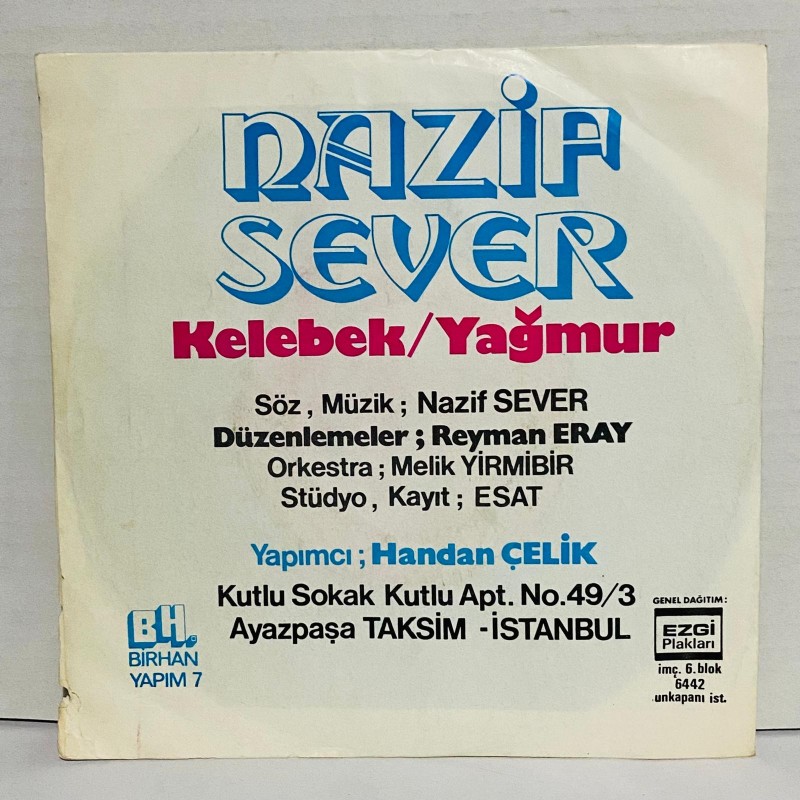 NAZİF
SEVER
Kelebek/Yağmur
Söz , Müzik ; Nazif SEVER
Düzenlemeler ; Reyman ERAY
Orkestra ; Melik YİRMİBİR
Stüdyo , Kayıt ; ESAT
Yapımcı ; Handan ÇELİK
Kutlu Sokak Kutlu Apt. No.49/3
Ayazpaşa TAKSİM -İSTANBUL
BH.
BİRHAN
YAPIM 7
GENEL DAĞITIM :
EZGİ
Plakları
imç. 6.blok
6442
unkapanı ist.